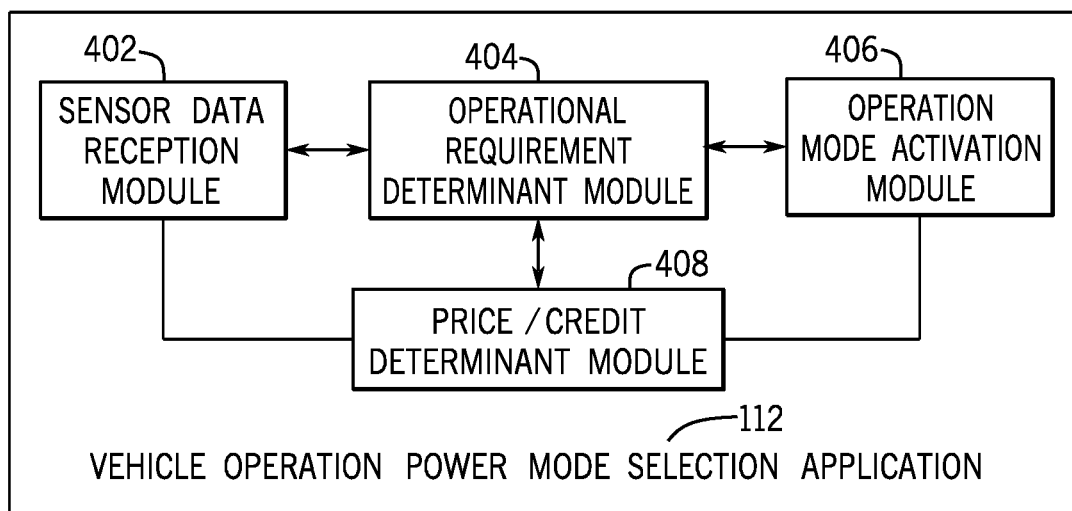 402
SENSOR DATA
RECEPTION
MODULE
404
OPERATIONAL
REQUIREMENT
DETERMINANT MODULE
406
OPERATION
MODE ACTIVATION
MODULE
408
PRICE / CREDIT
DETERMINANT MODULE
112
VEHICLE OPERATION POWER MODE SELECTION APPLICATION